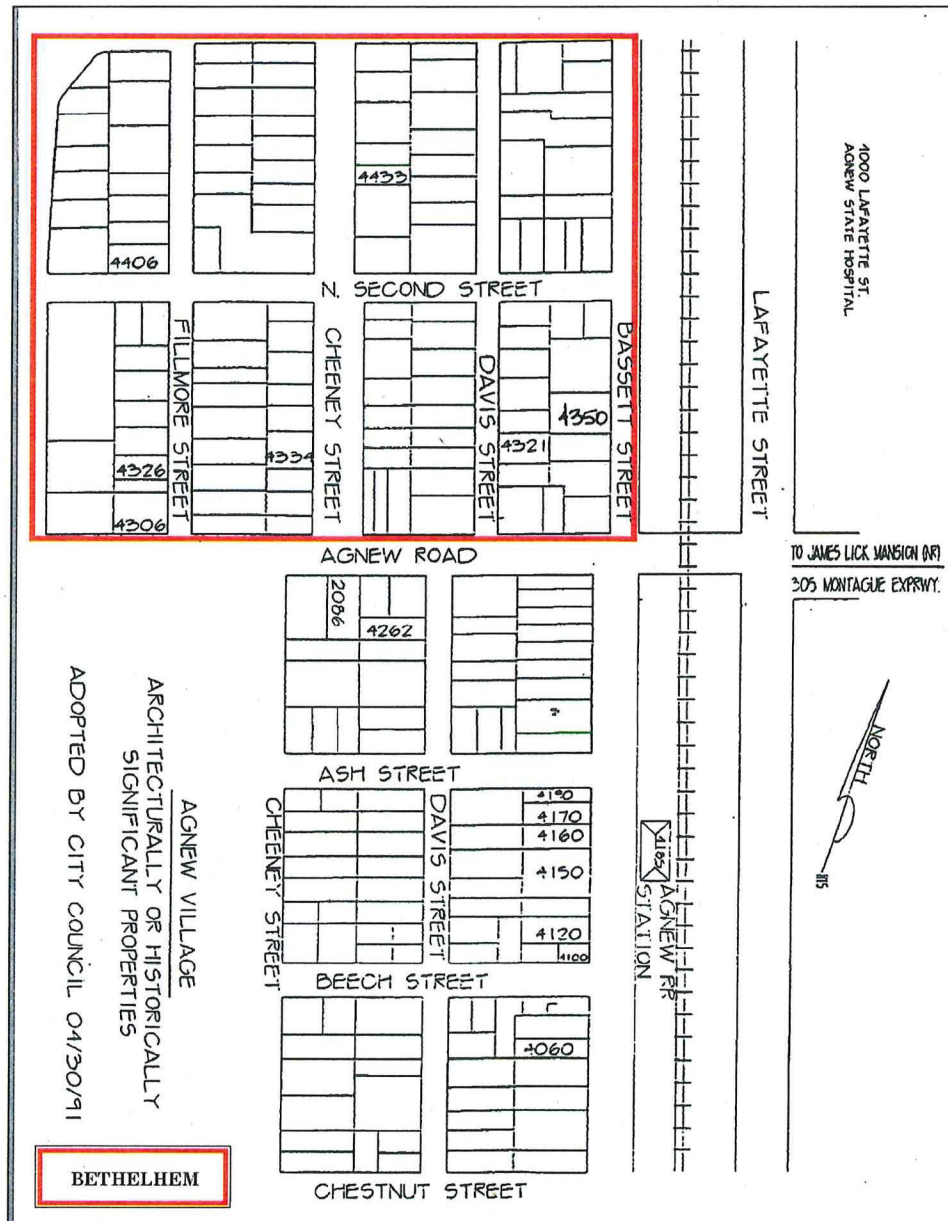 4000 LAFAYETTE ST.
AGNEW STATE HOSPITAL
LAFAYETTE STREET
4433
4406
N. SECOND STREET
FILLMORE STREET
CHEENEY STREET
DAVIS STREET
BASSETT STREET
4350
4321
4334
4326
4306
AGNEW ROAD
TO JAMES LICK MANSION (NR)
305 MONTAGUE EXPRWY.
2086
4262
NORTH
NTS
ASH STREET
CHEENEY STREET
DAVIS STREET
4190
4170
4160
4150
4120
4100
4185
AGNEW RR
STATION
BEECH STREET
4060
CHESTNUT STREET
AGNEW VILLAGE
ARCHITECTURALLY OR HISTORICALLY
SIGNIFICANT PROPERTIES
ADOPTED BY CITY COUNCIL 04/30/91
BETHELHEM